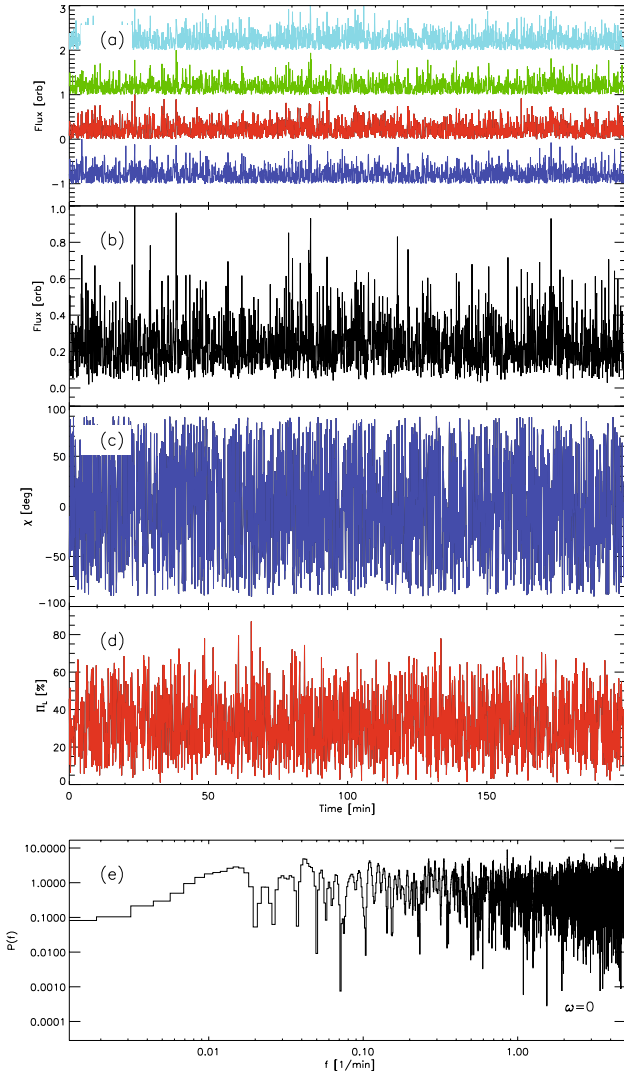 3
(a)
2
Flux [arb]
1
0
−1
1.0
(b)
0.8
0.6
Flux [arb]
0.4
0.2
0.0
100
(c)
50
χ [deg]
0
−50
−100
80
(d)
60
Π_L [%]
40
20
0
0 50 100 150
Time [min]
10.0000
(e)
1.0000
0.1000
P(f)
0.0100
0.0010
ω=0
0.0001
0.01 0.10 1.00
f [1/min]